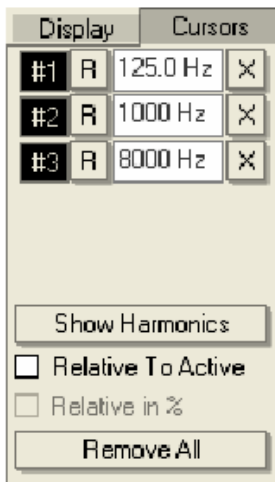 Display Cursors
#1 R 125.0 Hz X
#2 R 1000 Hz X
#3 R 8000 Hz X
Show Harmonics
Relative To Active
Relative in %
Remove All